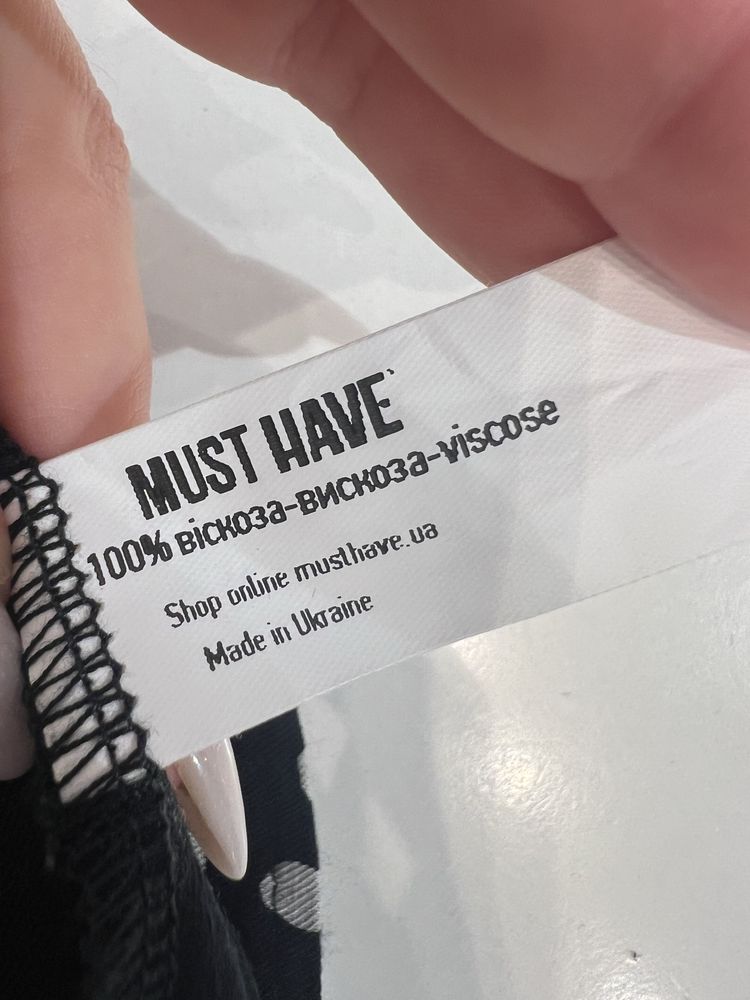 MUST HAVE
100% віскоза-вискоза-viscose
Shop online musthave.ua
Made in Ukraine